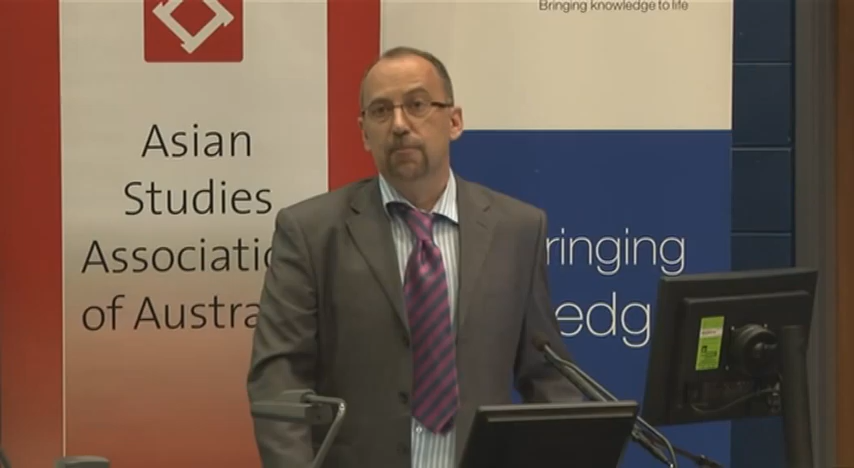 Bringing knowledge to life
Asian
Studies
Associatio
of Austra
ringing
edg